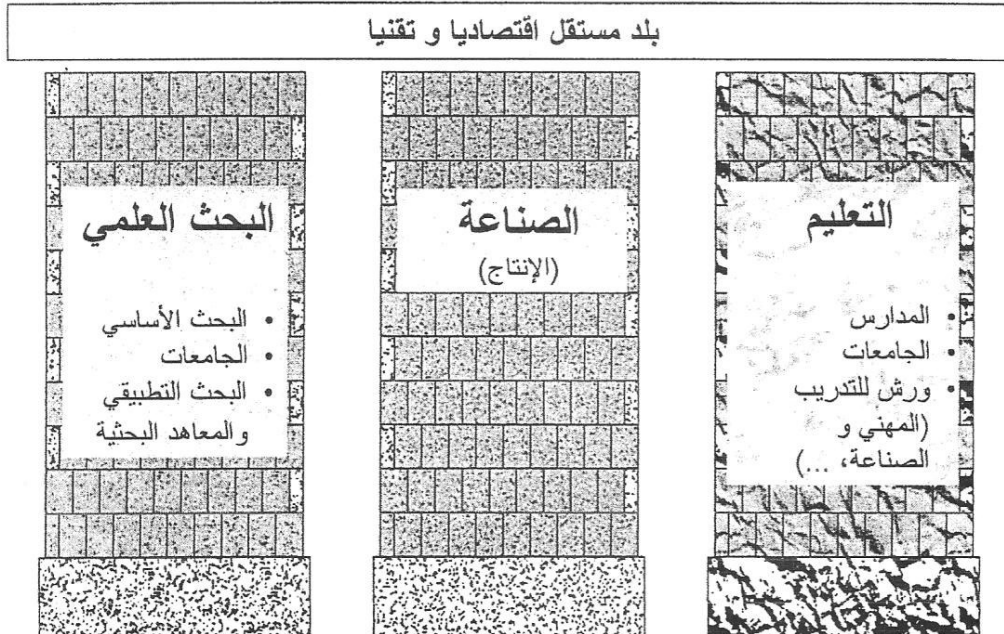 بلد مستقل اقتصاديا و تقنيا
التعليم
• المدارس
• الجامعات
• ورش للتدريب
(المهني و
الصناعة، ...)
الصناعة
(الإنتاج)
البحث العلمي
• البحث الأساسي
• الجامعات
• البحث التطبيقي
والمعاهد البحثية